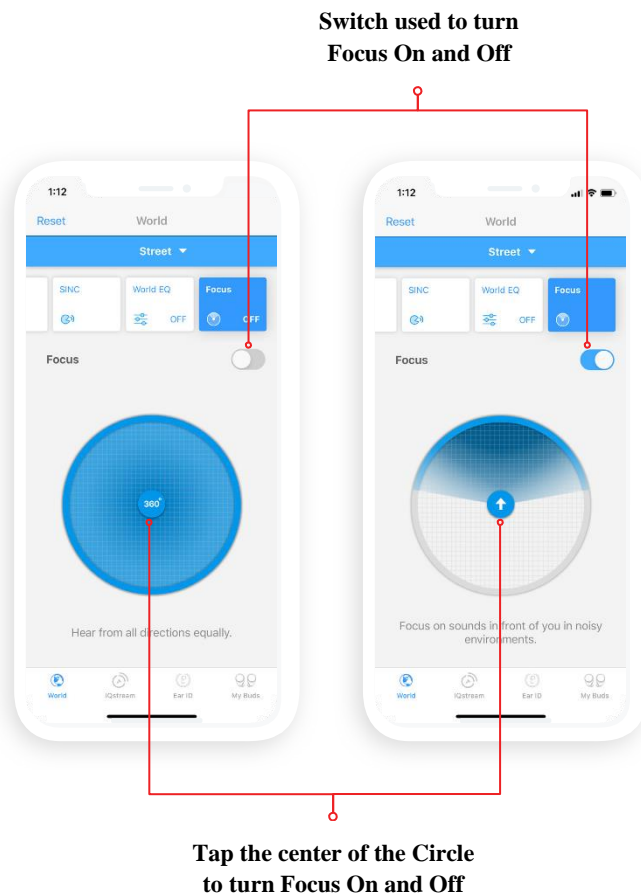 Switch used to turn
Focus On and Off
1:12
Reset World
Street
SINC World EQ Focus
OFF OFF
Focus
360°
Hear from all directions equally.
World IQstream Ear ID My Buds
1:12
Reset World
Street
SINC World EQ Focus
OFF
Focus
Focus on sounds in front of you in noisy
environments.
World IQstream Ear ID My Buds
Tap the center of the Circle
to turn Focus On and Off